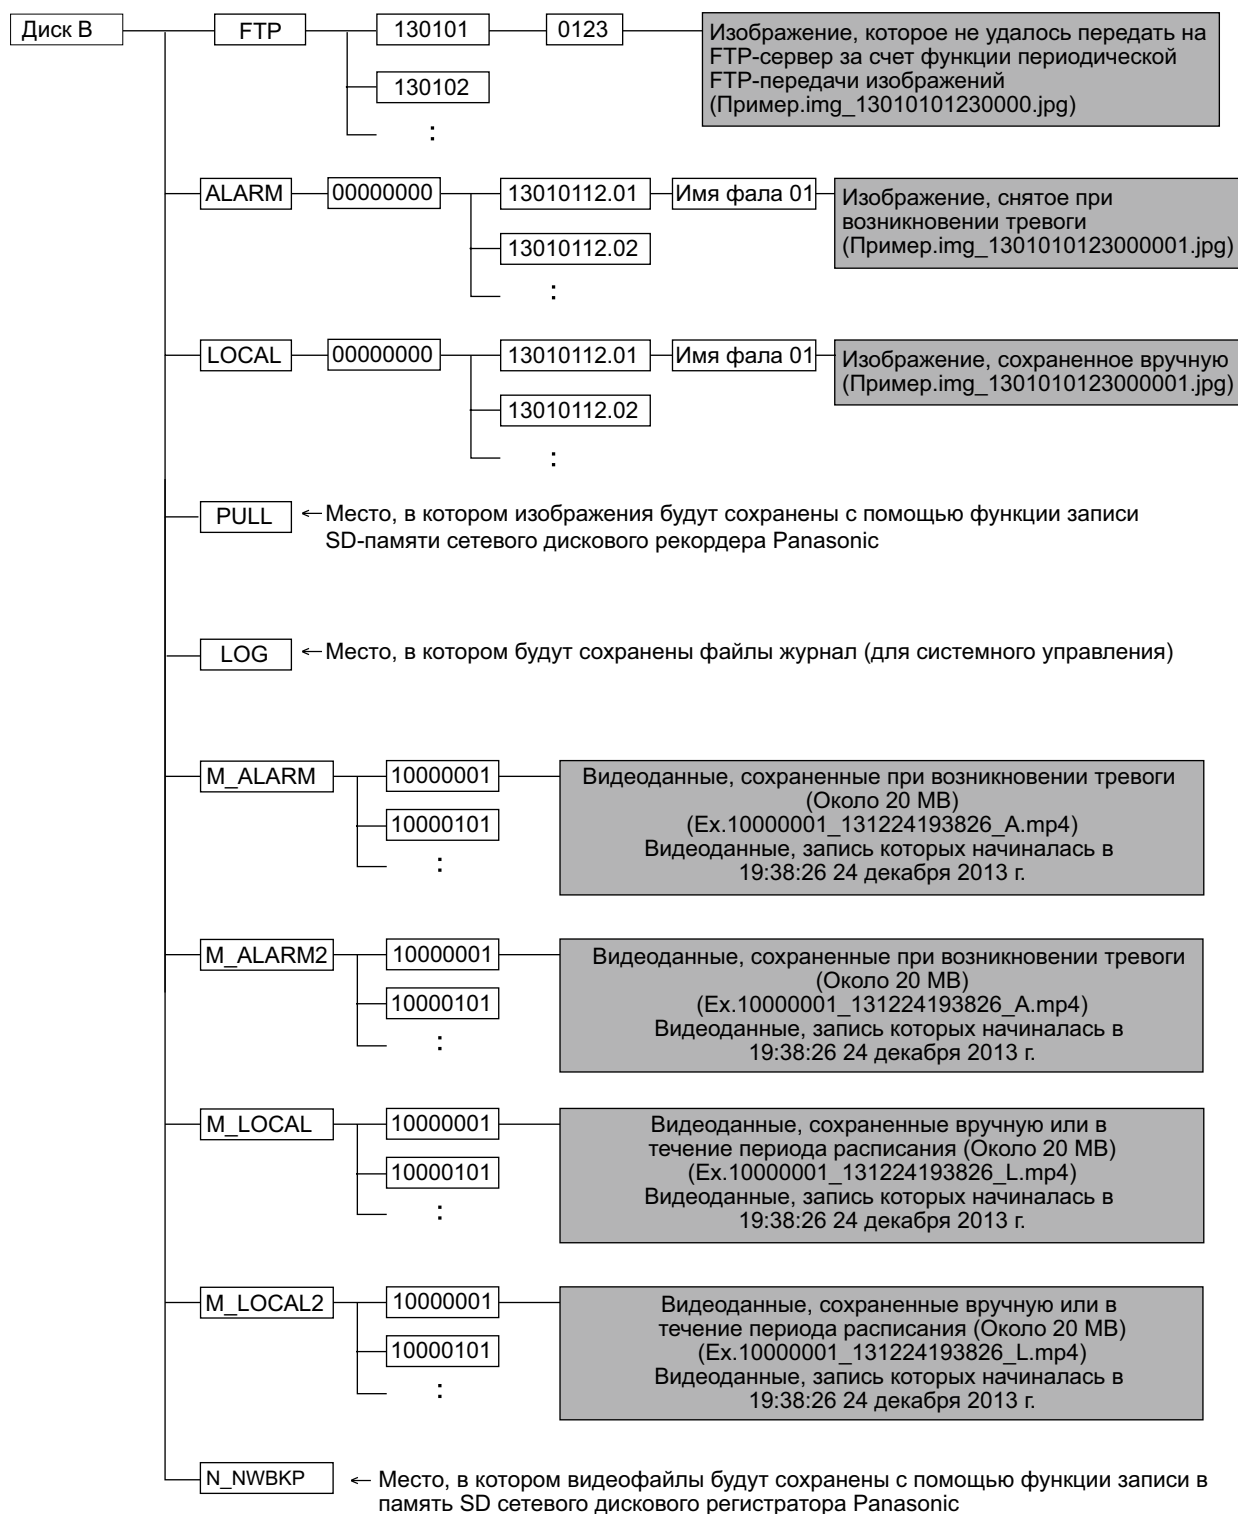 Диск B
FTP
130101
0123
Изображение, которое не удалось передать на
FTP-сервер за счет функции периодической
FTP-передачи изображений
(Пример.img_13010101230000.jpg)
130102
:
ALARM
00000000
13010112.01
Имя фала 01
Изображение, снятое при
возникновении тревоги
(Пример.img_1301010123000001.jpg)
13010112.02
:
LOCAL
00000000
13010112.01
Имя фала 01
Изображение, сохраненное вручную
(Пример.img_1301010123000001.jpg)
13010112.02
:
PULL
← Место, в котором изображения будут сохранены с помощью функции записи
SD-памяти сетевого дискового рекордера Panasonic
LOG
← Место, в котором будут сохранены файлы журнал (для системного управления)
M_ALARM
10000001
Видеоданные, сохраненные при возникновении тревоги
(Около 20 MB)
(Ex.10000001_131224193826_A.mp4)
Видеоданные, запись которых начиналась в
19:38:26 24 декабря 2013 г.
10000101
:
M_ALARM2
10000001
Видеоданные, сохраненные при возникновении тревоги
(Около 20 MB)
(Ex.10000001_131224193826_A.mp4)
Видеоданные, запись которых начиналась в
19:38:26 24 декабря 2013 г.
10000101
:
M_LOCAL
10000001
Видеоданные, сохраненные вручную или в
течение периода расписания (Около 20 MB)
(Ex.10000001_131224193826_L.mp4)
Видеоданные, запись которых начиналась в
19:38:26 24 декабря 2013 г.
10000101
:
M_LOCAL2
10000001
Видеоданные, сохраненные вручную или в
течение периода расписания (Около 20 MB)
(Ex.10000001_131224193826_L.mp4)
Видеоданные, запись которых начиналась в
19:38:26 24 декабря 2013 г.
10000101
:
N_NWBKP
← Место, в котором видеофайлы будут сохранены с помощью функции записи в
память SD сетевого дискового регистратора Panasonic